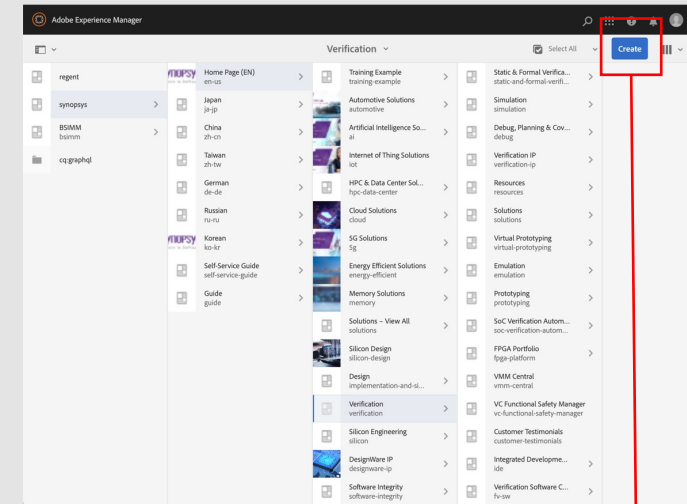 Adobe Experience Manager
Verification
Select All
Create
regent
synopsys
BSIMM
bsimm
cq:graphql
Home Page (EN)
en-us
Japan
ja-jp
China
zh-cn
Taiwan
zh-tw
German
de-de
Russian
ru-ru
Korean
ko-kr
Self-Service Guide
self-service-guide
Guide
guide
Training Example
training-example
Automotive Solutions
automotive
Artificial Intelligence So...
ai
Internet of Thing Solutions
iot
HPC & Data Center Sol...
hpc-data-center
Cloud Solutions
cloud
5G Solutions
5g
Energy Efficient Solutions
energy-efficient
Memory Solutions
memory
Solutions – View All
solutions
Silicon Design
silicon-design
Design
implementation-and-si...
Verification
verification
Silicon Engineering
silicon
DesignWare IP
designware-ip
Software Integrity
software-integrity
Static & Formal Verifica...
static-and-formal-verifi...
Simulation
simulation
Debug, Planning & Cov...
debug
Verification IP
verification-ip
Resources
resources
Solutions
solutions
Virtual Prototyping
virtual-prototyping
Emulation
emulation
Prototyping
prototyping
SoC Verification Autom...
soc-verification-autom...
FPGA Portfolio
fpga-platform
VMM Central
vmm-central
VC Functional Safety Manager
vc-functional-safety-manager
Customer Testimonials
customer-testimonials
Integrated Developme...
ide
Verification Software C...
fv-sw